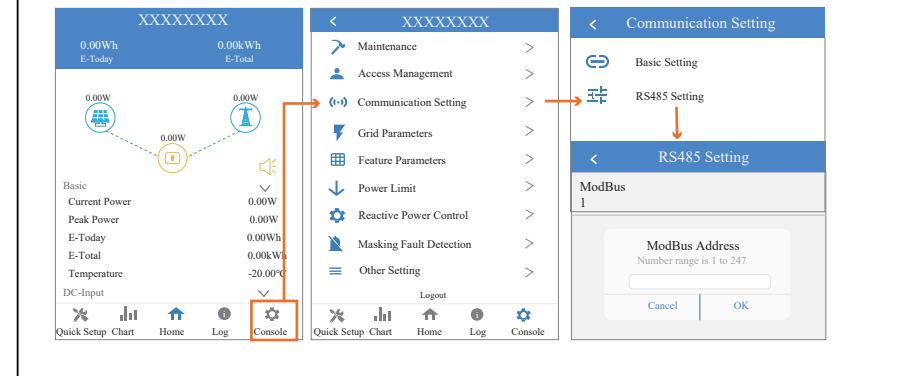 XXXXXXXX
0.00Wh 0.00kWh
E-Today E-Total
0.00W 0.00W
0.00W
Basic
Current Power 0.00W
Peak Power 0.00W
E-Today 0.00Wh
E-Total 0.00kWh
Temperature -20.00°C
DC-Input
Quick Setup Chart Home Log Console
XXXXXXXX
Maintenance
Access Management
Communication Setting
Grid Parameters
Feature Parameters
Power Limit
Reactive Power Control
Masking Fault Detection
Other Setting
Logout
Quick Setup Chart Home Log Console
Communication Setting
Basic Setting
RS485 Setting
RS485 Setting
ModBus
1
ModBus Address
Number range is 1 to 247
Cancel OK